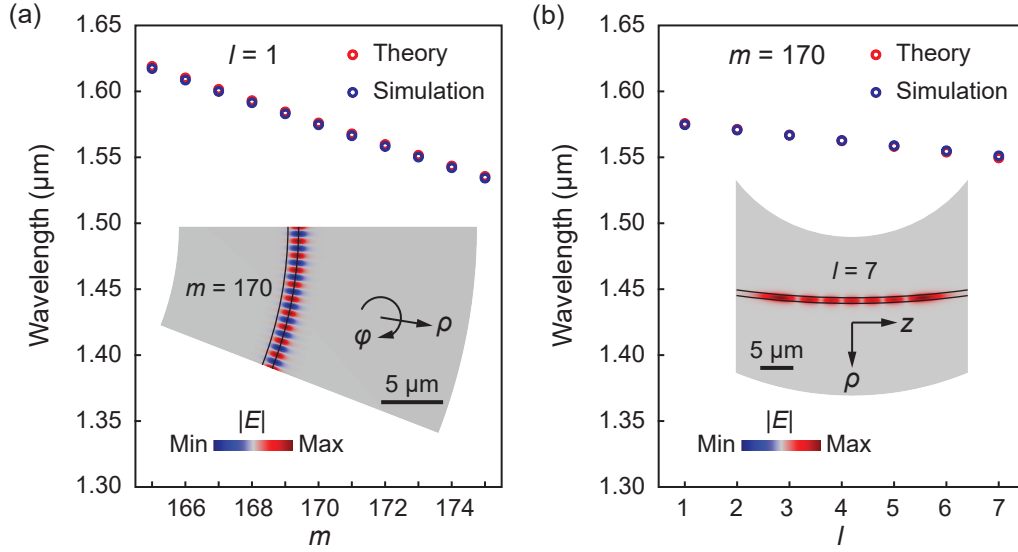 (a)
l = 1
Theory
Simulation
m = 170
φ
ρ
5 μm
|E|
Min
Max
Wavelength (μm)
1.65
1.60
1.55
1.50
1.45
1.40
1.35
1.30
166 168 170 172 174
m
(b)
m = 170
Theory
Simulation
l = 7
z
ρ
5 μm
|E|
Min
Max
Wavelength (μm)
1.65
1.60
1.55
1.50
1.45
1.40
1.35
1.30
1 2 3 4 5 6 7
l